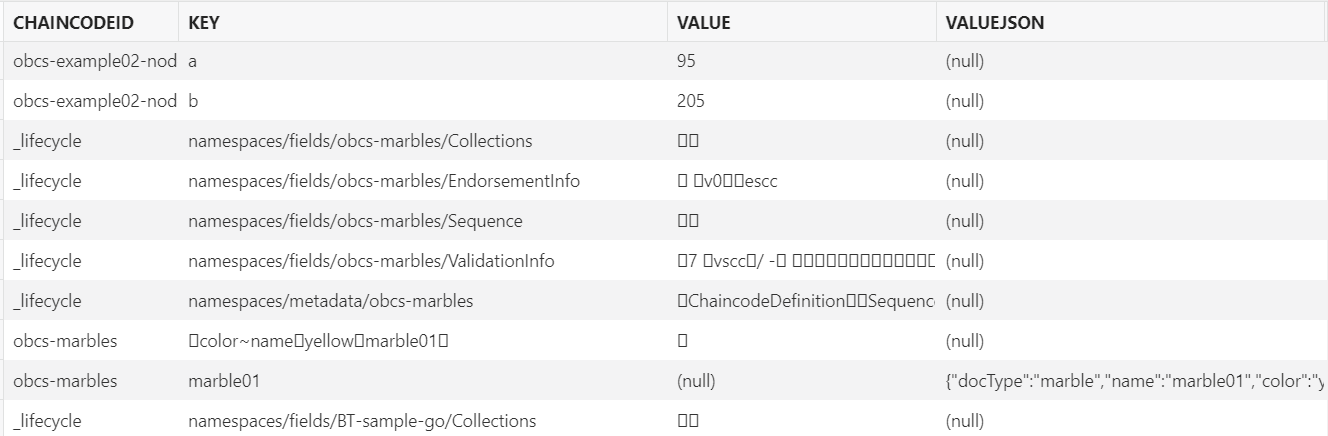 CHAINCODEID KEY VALUE VALUEJSON
obcs-example02-nod a 95 (null)
obcs-example02-nod b 205 (null)
_lifecycle namespaces/fields/obcs-marbles/Collections □□ (null)
_lifecycle namespaces/fields/obcs-marbles/EndorsementInfo □ □v0□□escc (null)
_lifecycle namespaces/fields/obcs-marbles/Sequence □□ (null)
_lifecycle namespaces/fields/obcs-marbles/ValidationInfo □7 □vscc□/ -□ □□□□□□□□□□□□ (null)
_lifecycle namespaces/metadata/obcs-marbles □ChaincodeDefinition□□Sequenc (null)
obcs-marbles □color~name□yellow□marble01□ □ (null)
obcs-marbles marble01 (null) {"docType":"marble","name":"marble01","color":"y
_lifecycle namespaces/fields/BT-sample-go/Collections □□ (null)